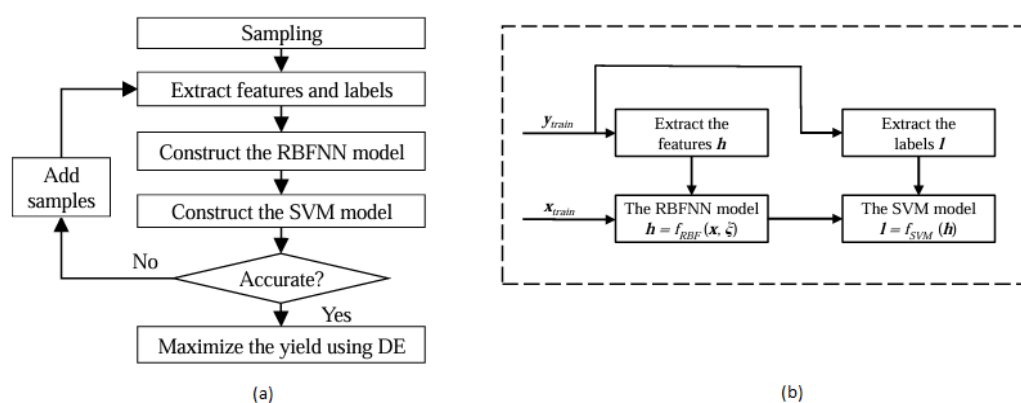 Sampling
Extract features and labels
Construct the RBFNN model
Add
samples
Construct the SVM model
No
Accurate?
Yes
Maximize the yield using DE
(a)
y_train
Extract the
features h
Extract the
labels l
x_train
The RBFNN model
h = f_RBF (x, ξ)
The SVM model
l = f_SVM (h)
(b)